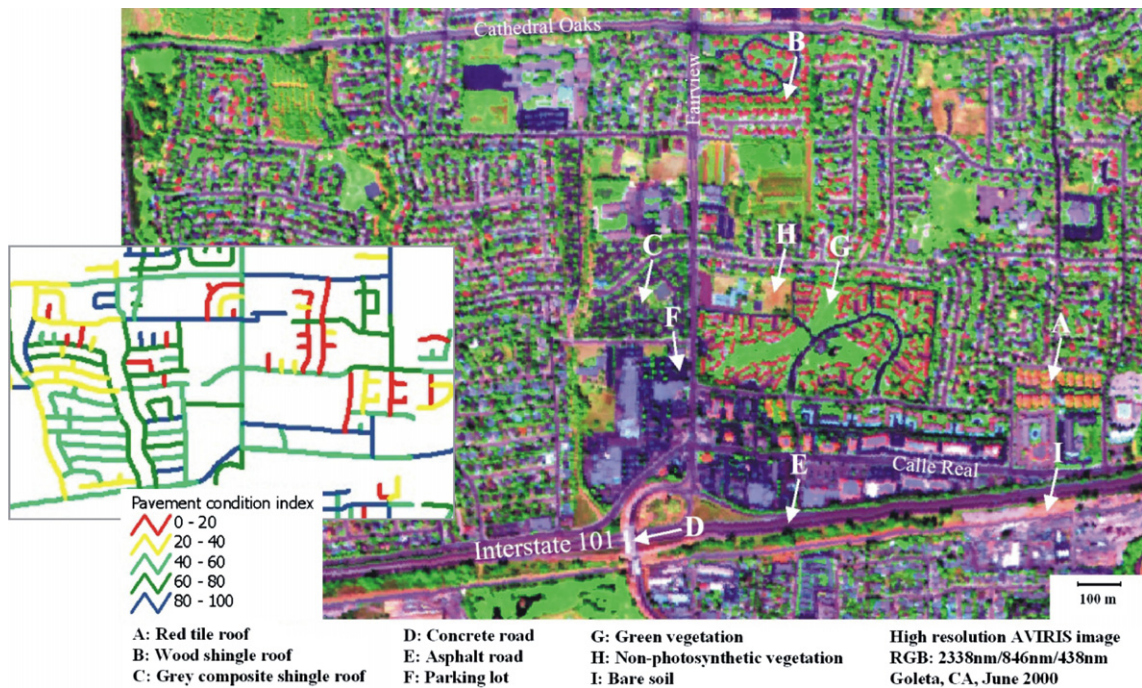 Cathedral Oaks
B
Fairview
C
H
G
F
A
E
Calle Real
I
Interstate 101
D
100 m
Pavement condition index
0 - 20
20 - 40
40 - 60
60 - 80
80 - 100
A: Red tile roof
B: Wood shingle roof
C: Grey composite shingle roof
D: Concrete road
E: Asphalt road
F: Parking lot
G: Green vegetation
H: Non-photosynthetic vegetation
I: Bare soil
High resolution AVIRIS image
RGB: 2338nm/846nm/438nm
Goleta, CA, June 2000